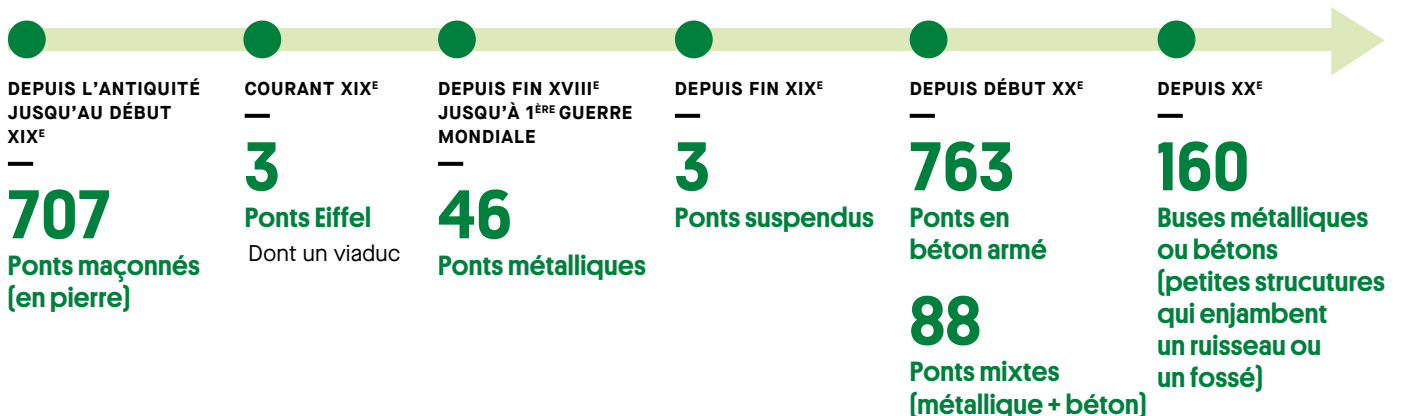 DEPUIS L'ANTIQUITÉ
JUSQU'AU DÉBUT
XIXE
707
Ponts maçonnés
(en pierre)
COURANT XIXE
3
Ponts Eiffel
Dont un viaduc
DEPUIS FIN XVIIIE
JUSQU'À 1ÈRE GUERRE
MONDIALE
46
Ponts métalliques
DEPUIS FIN XIXE
3
Ponts suspendus
DEPUIS DÉBUT XXE
763
Ponts en
béton armé
88
Ponts mixtes
(métallique + béton)
DEPUIS XXE
160
Buses métalliques
ou bétons
(petites strucutures
qui enjambent
un ruisseau ou
un fossé)